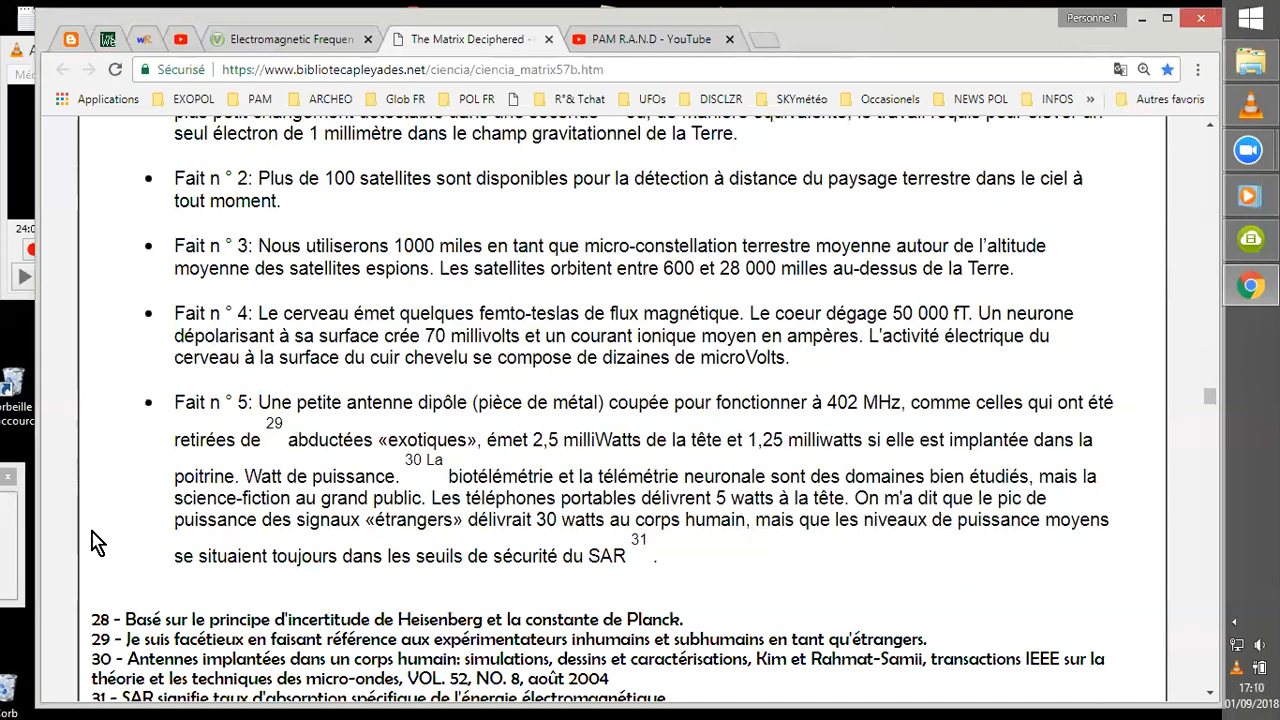 Personne 1
Electromagnetic Frequen
The Matrix Deciphered -
PAM R.A.N.D - YouTube
Sécurisé
https://www.bibliotecapleyades.net/ciencia/ciencia_matrix57b.htm
Applications
EXOPOL
PAM
ARCHEO
Glob FR
POL FR
R°& Tchat
UFOs
DISCLZR
SKYmétéo
Occasionels
NEWS POL
INFOS
»
Autres favoris
seul électron de 1 millimètre dans le champ gravitationnel de la Terre.
• Fait n ° 2: Plus de 100 satellites sont disponibles pour la détection à distance du paysage terrestre dans le ciel à
tout moment.
• Fait n ° 3: Nous utiliserons 1000 miles en tant que micro-constellation terrestre moyenne autour de l’altitude
moyenne des satellites espions. Les satellites orbitent entre 600 et 28 000 milles au-dessus de la Terre.
• Fait n ° 4: Le cerveau émet quelques femto-teslas de flux magnétique. Le coeur dégage 50 000 fT. Un neurone
dépolarisant à sa surface crée 70 millivolts et un courant ionique moyen en ampères. L'activité électrique du
cerveau à la surface du cuir chevelu se compose de dizaines de microVolts.
• Fait n ° 5: Une petite antenne dipôle (pièce de métal) coupée pour fonctionner à 402 MHz, comme celles qui ont été
retirées de 29 abductées «exotiques», émet 2,5 milliWatts de la tête et 1,25 milliwatts si elle est implantée dans la
poitrine. Watt de puissance. 30 La biotélémétrie et la télémétrie neuronale sont des domaines bien étudiés, mais la
science-fiction au grand public. Les téléphones portables délivrent 5 watts à la tête. On m'a dit que le pic de
puissance des signaux «étrangers» délivrait 30 watts au corps humain, mais que les niveaux de puissance moyens
se situaient toujours dans les seuils de sécurité du SAR 31 .
28 - Basé sur le principe d'incertitude de Heisenberg et la constante de Planck.
29 - Je suis facétieux en faisant référence aux expérimentateurs inhumains et subhumains en tant qu'étrangers.
30 - Antennes implantées dans un corps humain: simulations, dessins et caractérisations, Kim et Rahmat-Samii, transactions IEEE sur la
théorie et les techniques des micro-ondes, VOL. 52, NO. 8, août 2004
31 - SAR signifie taux d'absorption spécifique de l'énergie électromagnétique
17:10
01/09/2018